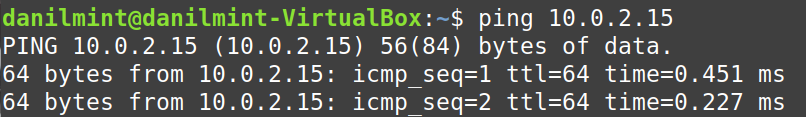 danilmint@danilmint-VirtualBox:~$ ping 10.0.2.15
PING 10.0.2.15 (10.0.2.15) 56(84) bytes of data.
64 bytes from 10.0.2.15: icmp_seq=1 ttl=64 time=0.451 ms
64 bytes from 10.0.2.15: icmp_seq=2 ttl=64 time=0.227 ms